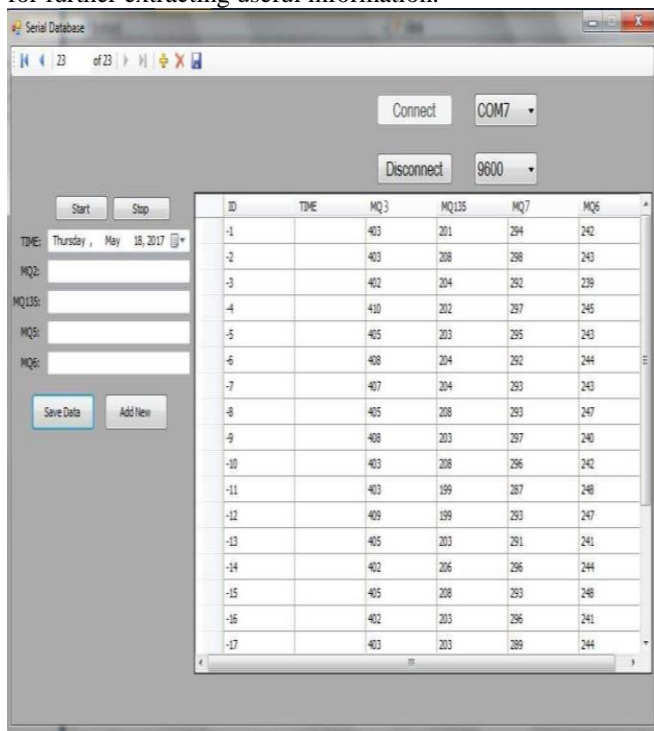 for further extracting useful information.
Serial Database
23 of 23
Connect COM7
Disconnect 9600
Start Stop
TIME: Thursday , May 18, 2017
MQ2:
MQ135:
MQ5:
MQ6:
Save Data Add New
ID TIME MQ3 MQ135 MQ7 MQ6
-1 403 201 294 242
-2 403 208 298 243
-3 402 204 292 239
-4 410 202 297 245
-5 405 203 295 243
-6 408 204 292 244
-7 407 204 293 243
-8 405 208 293 247
-9 408 203 297 240
-10 403 208 296 242
-11 403 199 287 248
-12 409 199 293 247
-13 405 203 291 241
-14 402 206 296 244
-15 405 208 293 248
-16 402 203 296 241
-17 403 203 289 244